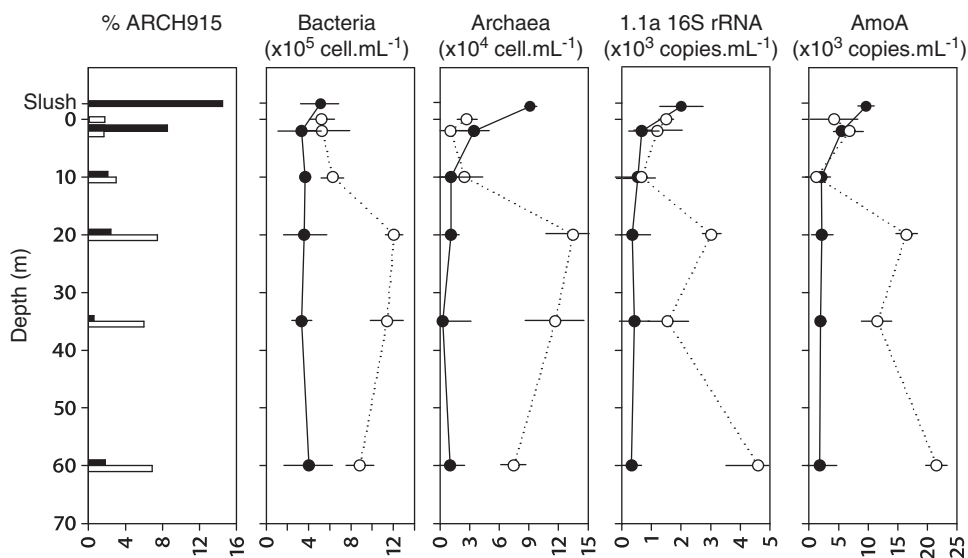 % ARCH915
Bacteria
(x10⁵ cell.mL⁻¹)
Archaea
(x10⁴ cell.mL⁻¹)
1.1a 16S rRNA
(x10³ copies.mL⁻¹)
AmoA
(x10³ copies.mL⁻¹)
Slush
0
10
20
30
40
50
60
70
Depth (m)
0 4 8 12 16
0 4 8 12
0 3 6 9 12 15
0 1 2 3 4 5
0 5 10 15 20 25